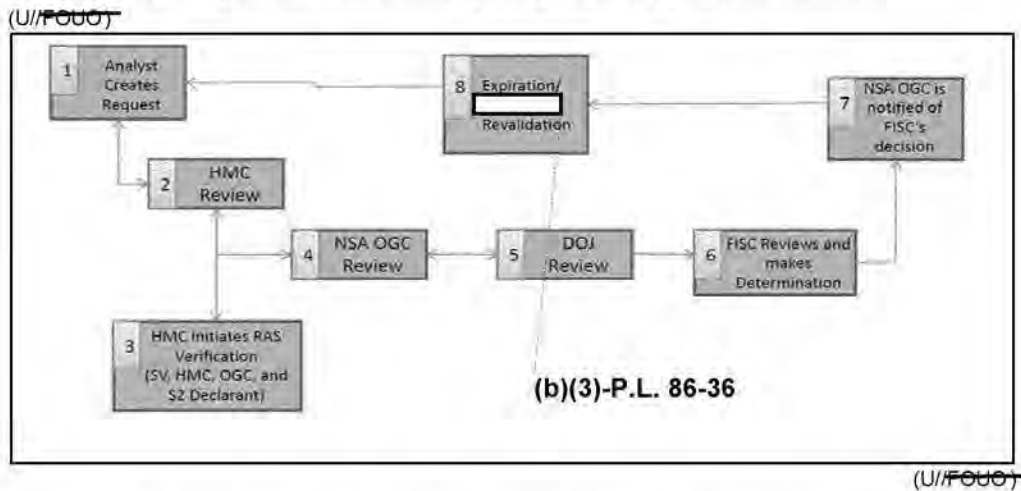 (U//FOUO)
1
Analyst
Creates
Request
8
Expiration/
Revalidation
7
NSA OGC is
notified of
FISC's
decision
2
HMC
Review
4
NSA OGC
Review
5
DOJ
Review
6
FISC Reviews and
makes
Determination
3
HMC initiates RAS
Verification
(SV, HMC, OGC, and
S2 Declarant)
(b)(3)-P.L. 86-36
(U//FOUO)